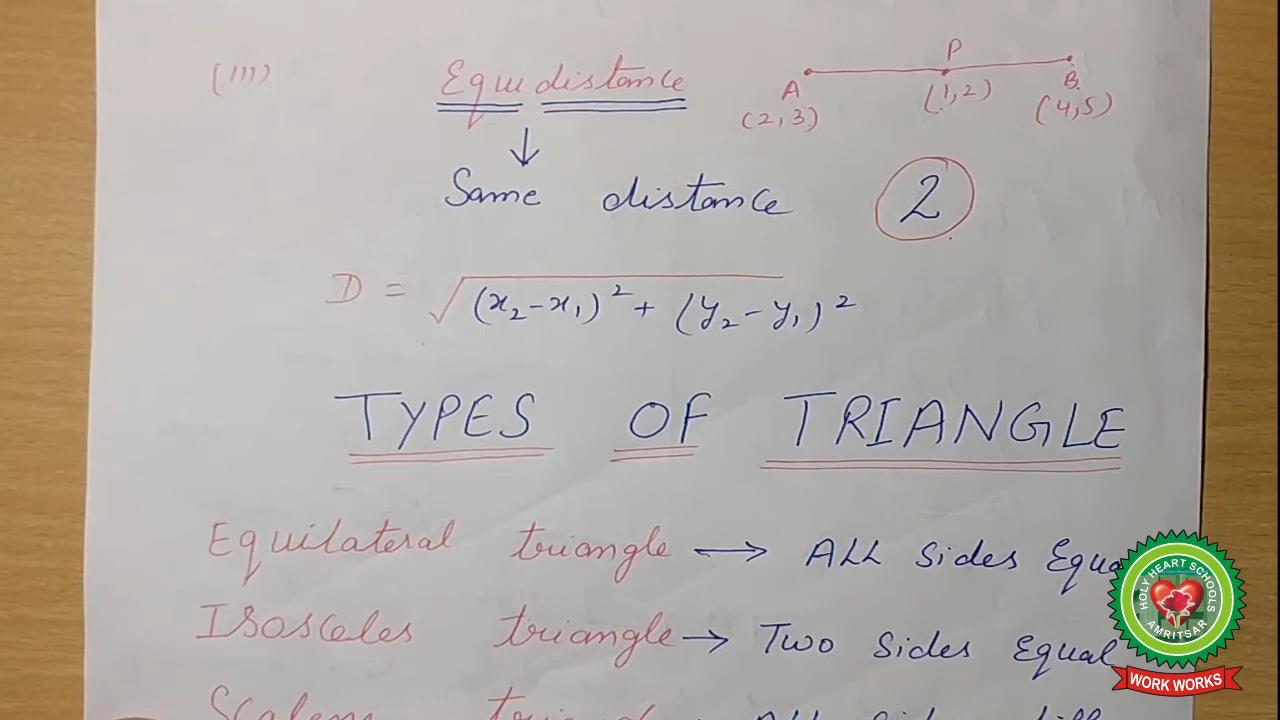 (III) Equidistance A P B
(2,3) (1,2) (4,5)
Same distance 2
D = √(x₂-x₁)² + (y₂-y₁)²
TYPES OF TRIANGLE
Equilateral triangle → ALL Sides Equa
Isosceles triangle → Two Sides Equal
HOLY HEART SCHOOLS
AMRITSAR
WORK WORKS